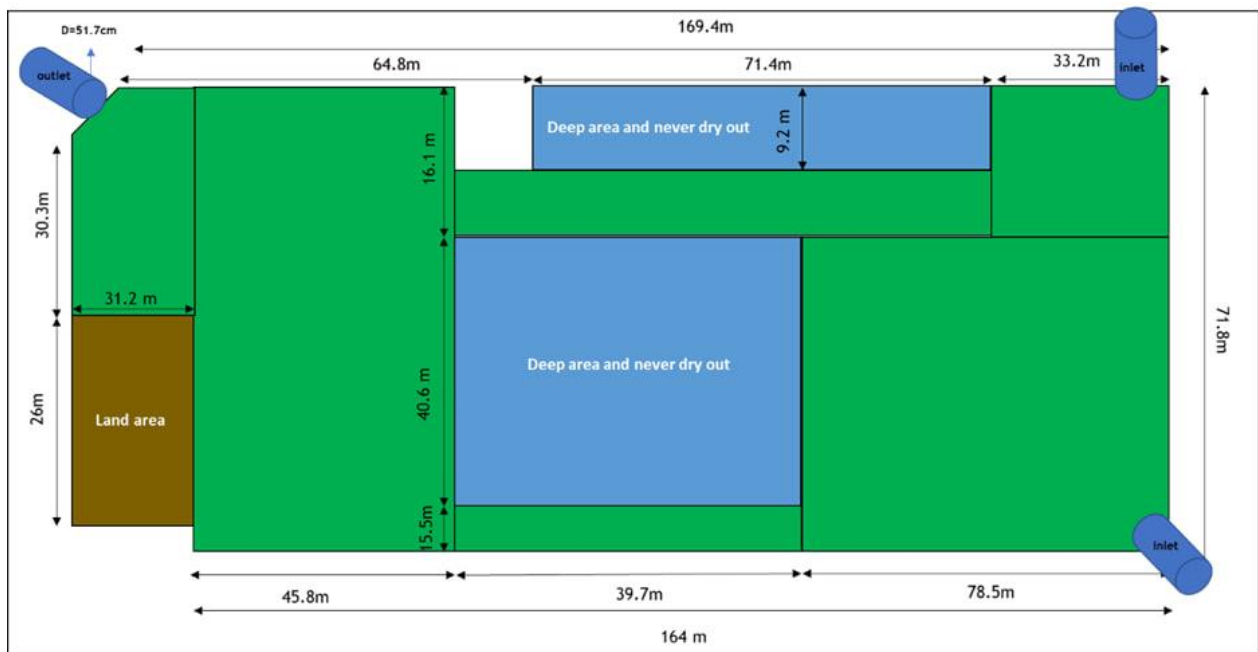 D=51.7cm
169.4m
outlet
inlet
64.8m
71.4m
33.2m
Deep area and never dry out
9.2 m
16.1 m
30.3m
31.2 m
71.8m
Deep area and never dry out
40.6 m
26m
Land area
15.5m
inlet
45.8m
39.7m
78.5m
164 m